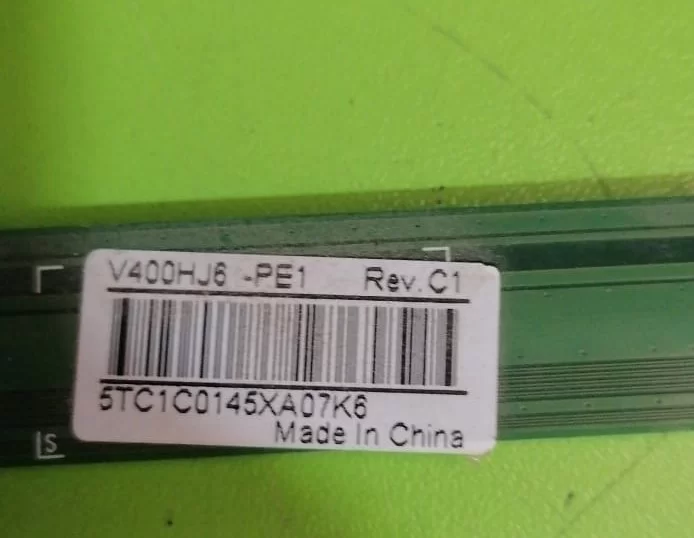 V400HJ6 -PE1 Rev.C1
5TC1C0145XA07K6
Made In China
S